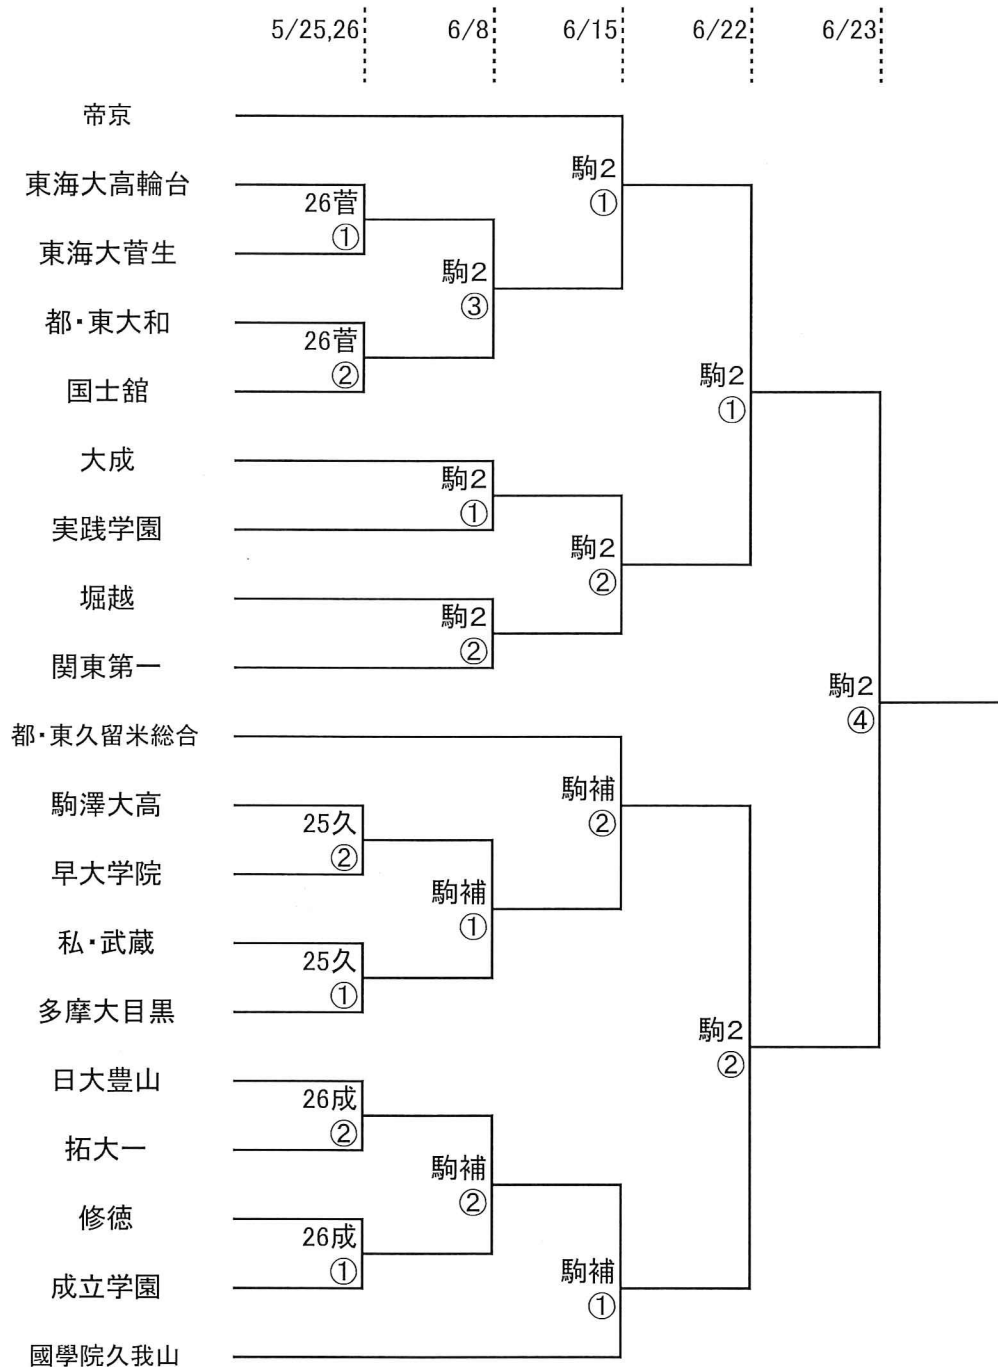 5/25,26 6/8 6/15 6/22 6/23
帝京
駒2
①
東海大高輪台
26菅
①
東海大菅生
駒2
③
都・東大和
26菅
②
国士舘
駒2
①
大成
駒2
①
実践学園
駒2
②
堀越
駒2
②
関東第一
駒2
④
都・東久留米総合
駒補
②
駒澤大高
25久
②
早大学院
駒補
①
私・武蔵
25久
①
多摩大目黒
駒2
②
日大豊山
26成
②
拓大一
駒補
②
修徳
26成
①
成立学園
駒補
①
國學院久我山